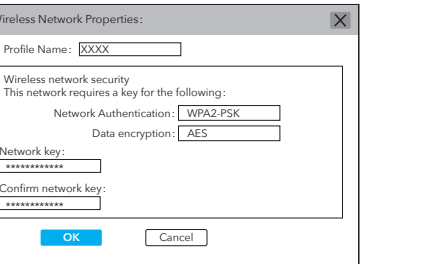 ireless Network Properties:
Profile Name: XXXX
Wireless network security
This network requires a key for the following:
Network Authentication: WPA2-PSK
Data encryption: AES
Network key:
************
Confirm network key:
************
OK Cancel